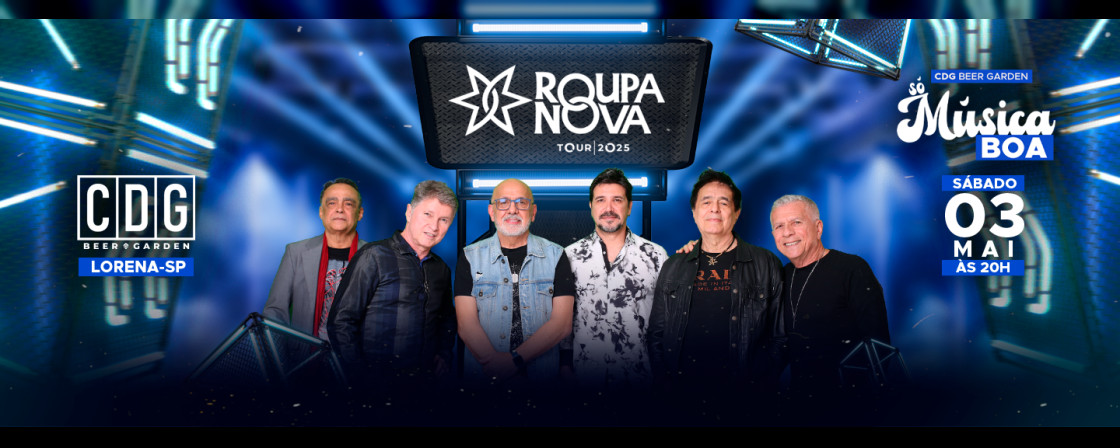 ROUPA
NOVA
TOUR|2025
CDG BEER GARDEN
SÓ
Música
BOA
CDG
BEER GARDEN
LORENA-SP
SÁBADO
03
MAI
ÀS 20H